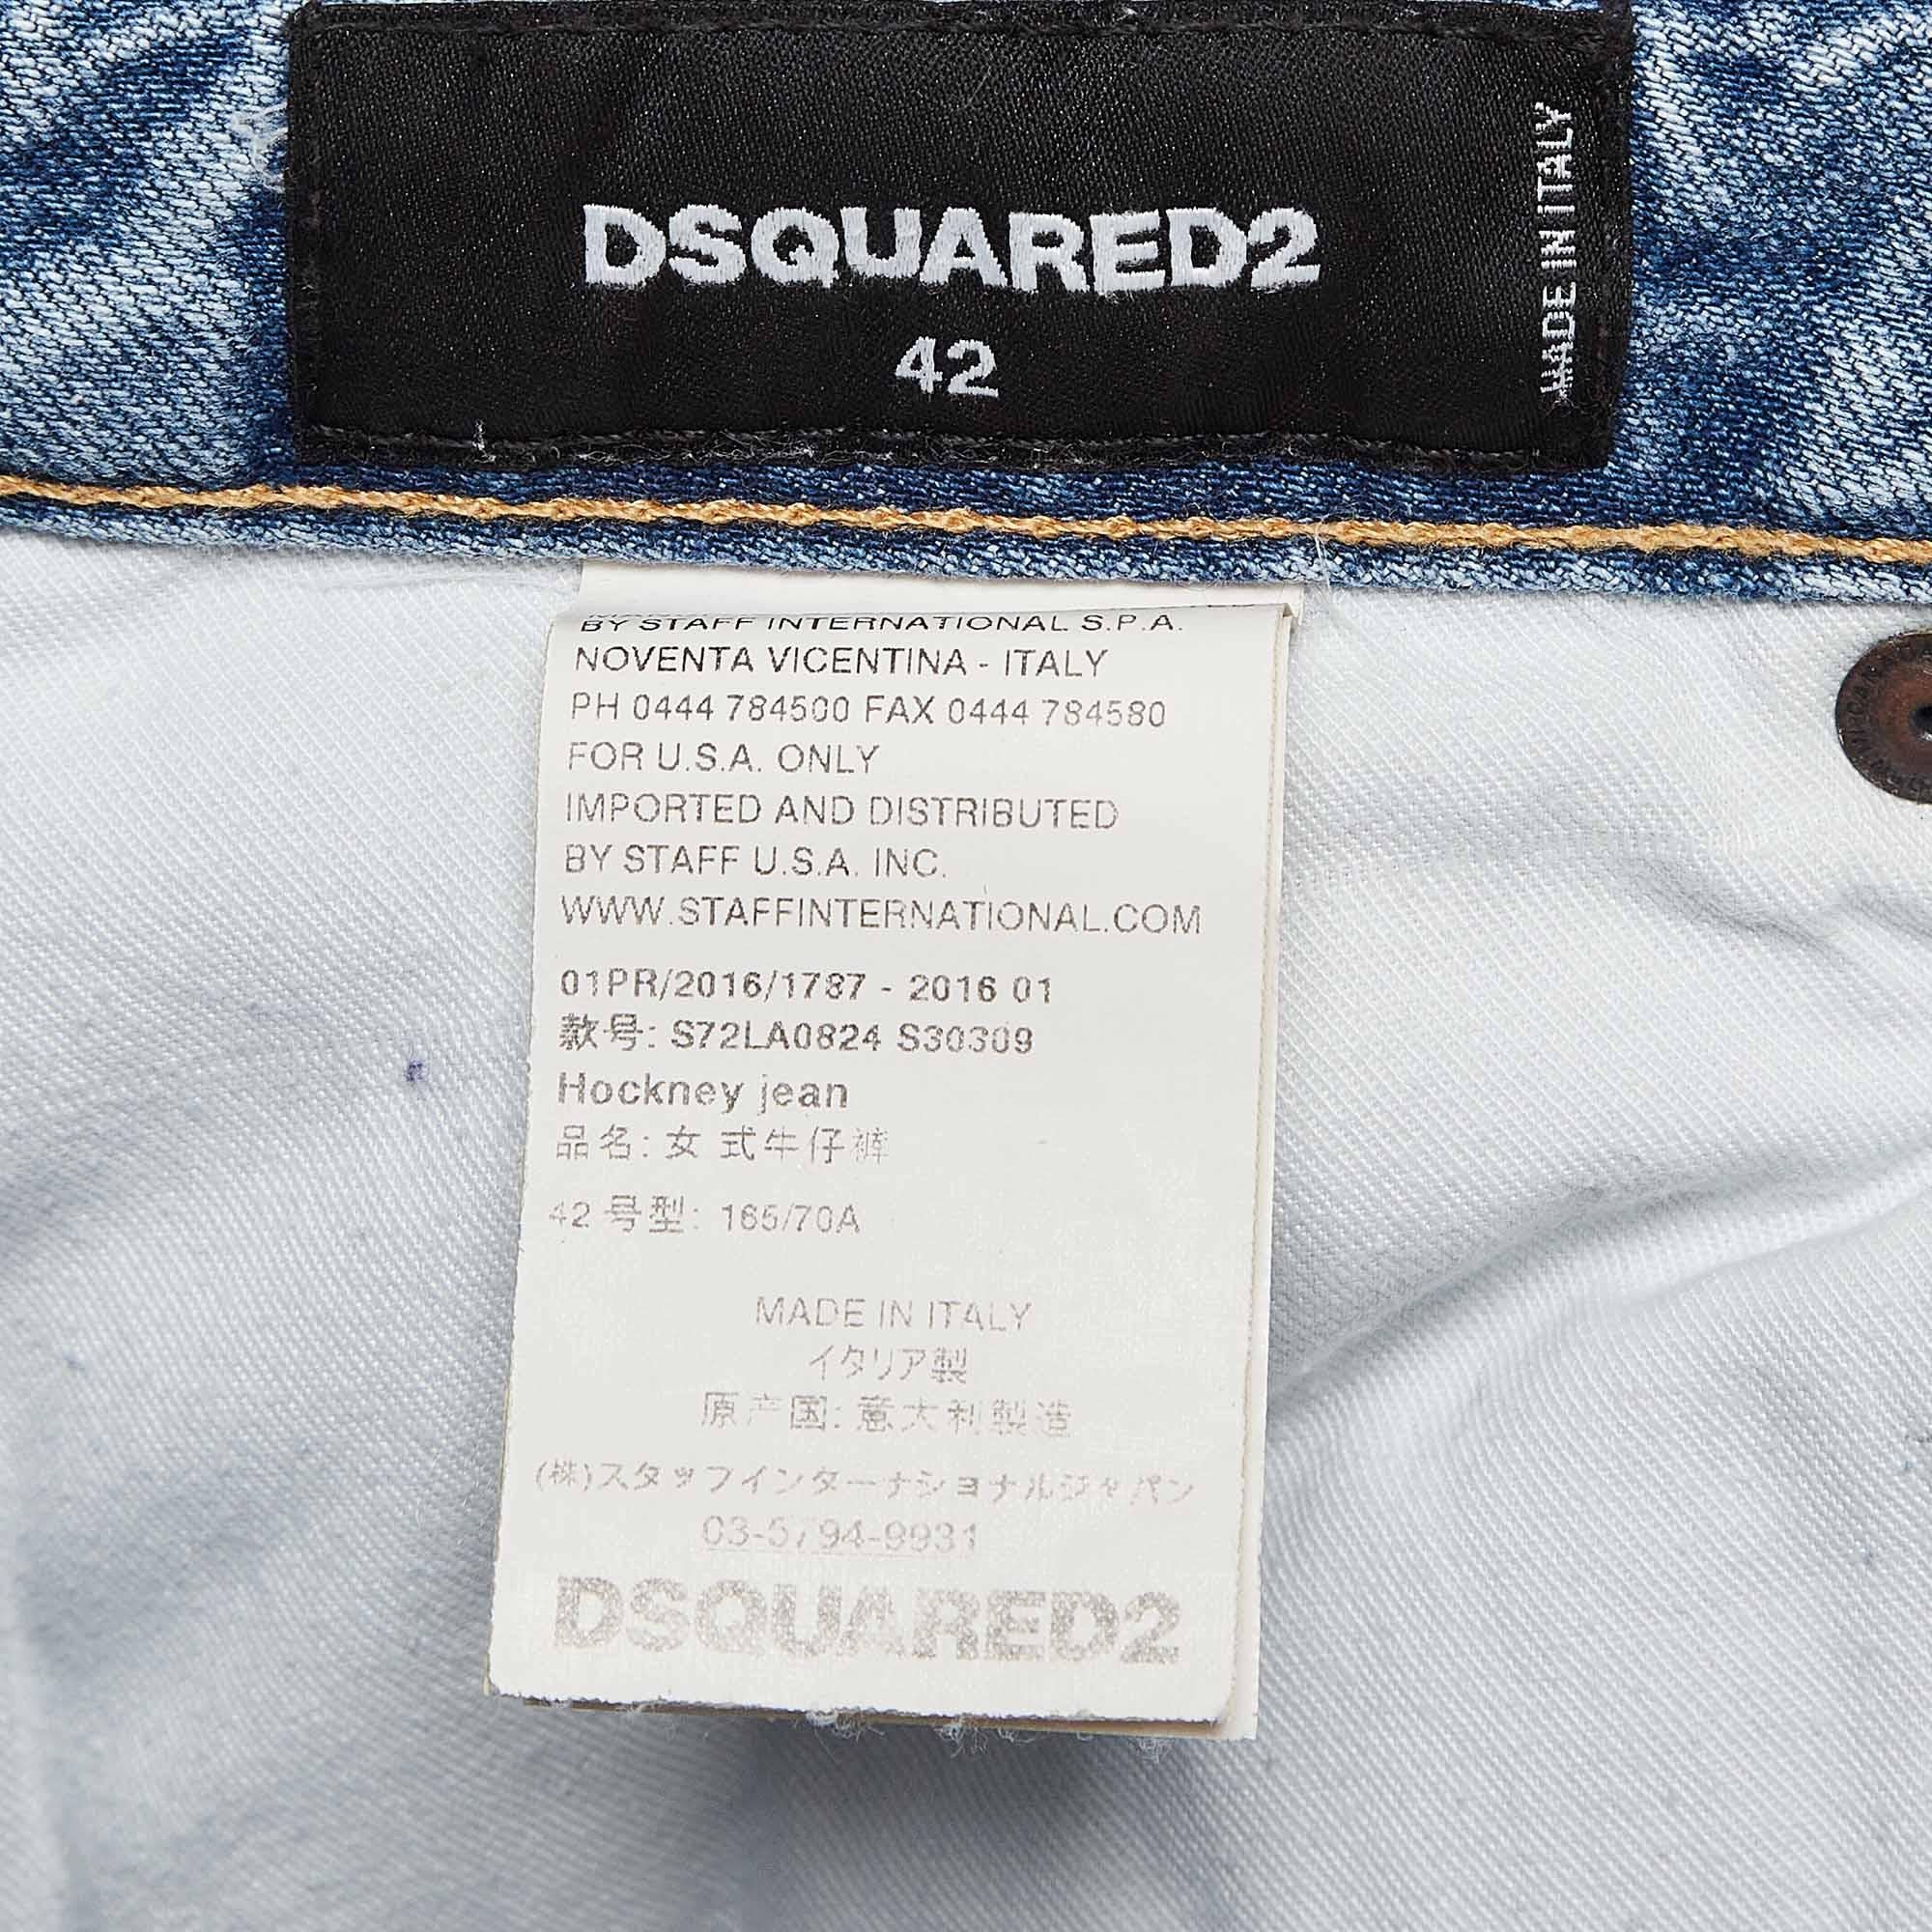 DSQUARED2
42
MADE IN ITALY
BY STAFF INTERNATIONAL S.P.A.
NOVENTA VICENTINA - ITALY
PH 0444 784500 FAX 0444 784580
FOR U.S.A. ONLY
IMPORTED AND DISTRIBUTED
BY STAFF U.S.A. INC.
WWW.STAFFINTERNATIONAL.COM
01PR/2016/1787 - 2016 01
款号: S72LA0824 S30309
Hockney jean
品名: 女 式牛仔裤
42 号型: 165/70A
MADE IN ITALY
イタリア製
原产国: 意大利製造
(株)スタッフインターナショナルジャパン
03-5794-9931
DSQUARED2